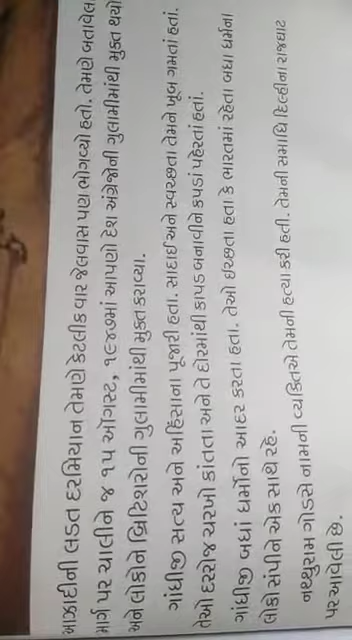 આઝાદીની લડત દરમિયાન તેમણે કેટલીક વાર જેલવાસ પણ ભોગવ્યો હતો. તેમણે બતાવેલ
માર્ગ પર ચાલીને જ ૧૫ ઑગસ્ટ, ૧૯૪૭માં આપણો દેશ અંગ્રેજોની ગુલામીમાંથી મુક્ત થયો
અને લોકોને બ્રિટિશરોની ગુલામીમાંથી મુક્ત કરાવ્યા.
ગાંધીજી સત્ય અને અહિંસાના પૂજારી હતા. સાદાઈ અને સ્વચ્છતા તેમને ખૂબ ગમતાં હતાં.
તેઓ દરરોજ ચરખો કાંતતા અને તે દોરમાંથી કાપડ બનાવીને કપડાં પહેરતાં હતાં.
ગાંધીજી બધાં ધર્મોનો આદર કરતા હતા. તેઓ ઈચ્છતા હતા કે ભારતમાં રહેતા બધા ધર્મના
લોકો સંપીને એક સાથે રહે.
નથ્થુરામ ગોડસે નામની વ્યક્તિએ તેમની હત્યા કરી હતી. તેમની સમાધિ દિલ્હીના રાજઘાટ
પર આવેલી છે.